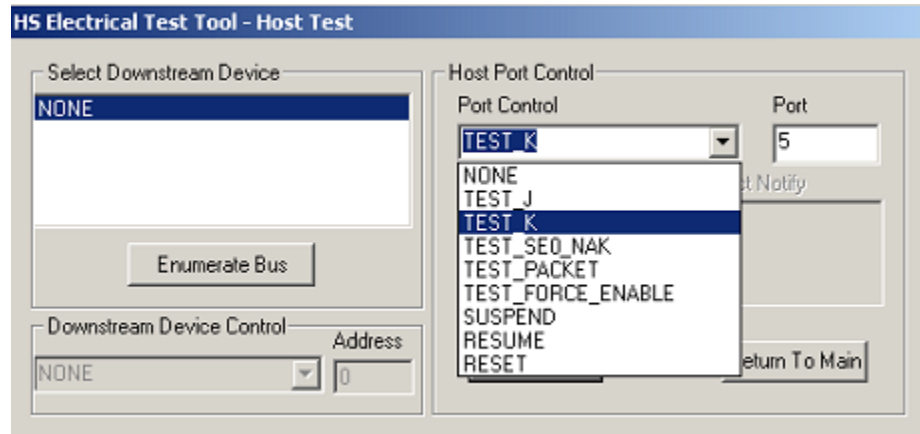 HS Electrical Test Tool - Host Test
Select Downstream Device
NONE
Enumerate Bus
Downstream Device Control
Address
NONE
0
Host Port Control
Port Control
Port
TEST_K
5
NONE
TEST_J
TEST_K
TEST_SE0_NAK
TEST_PACKET
TEST_FORCE_ENABLE
SUSPEND
RESUME
RESET
Notify
To Main